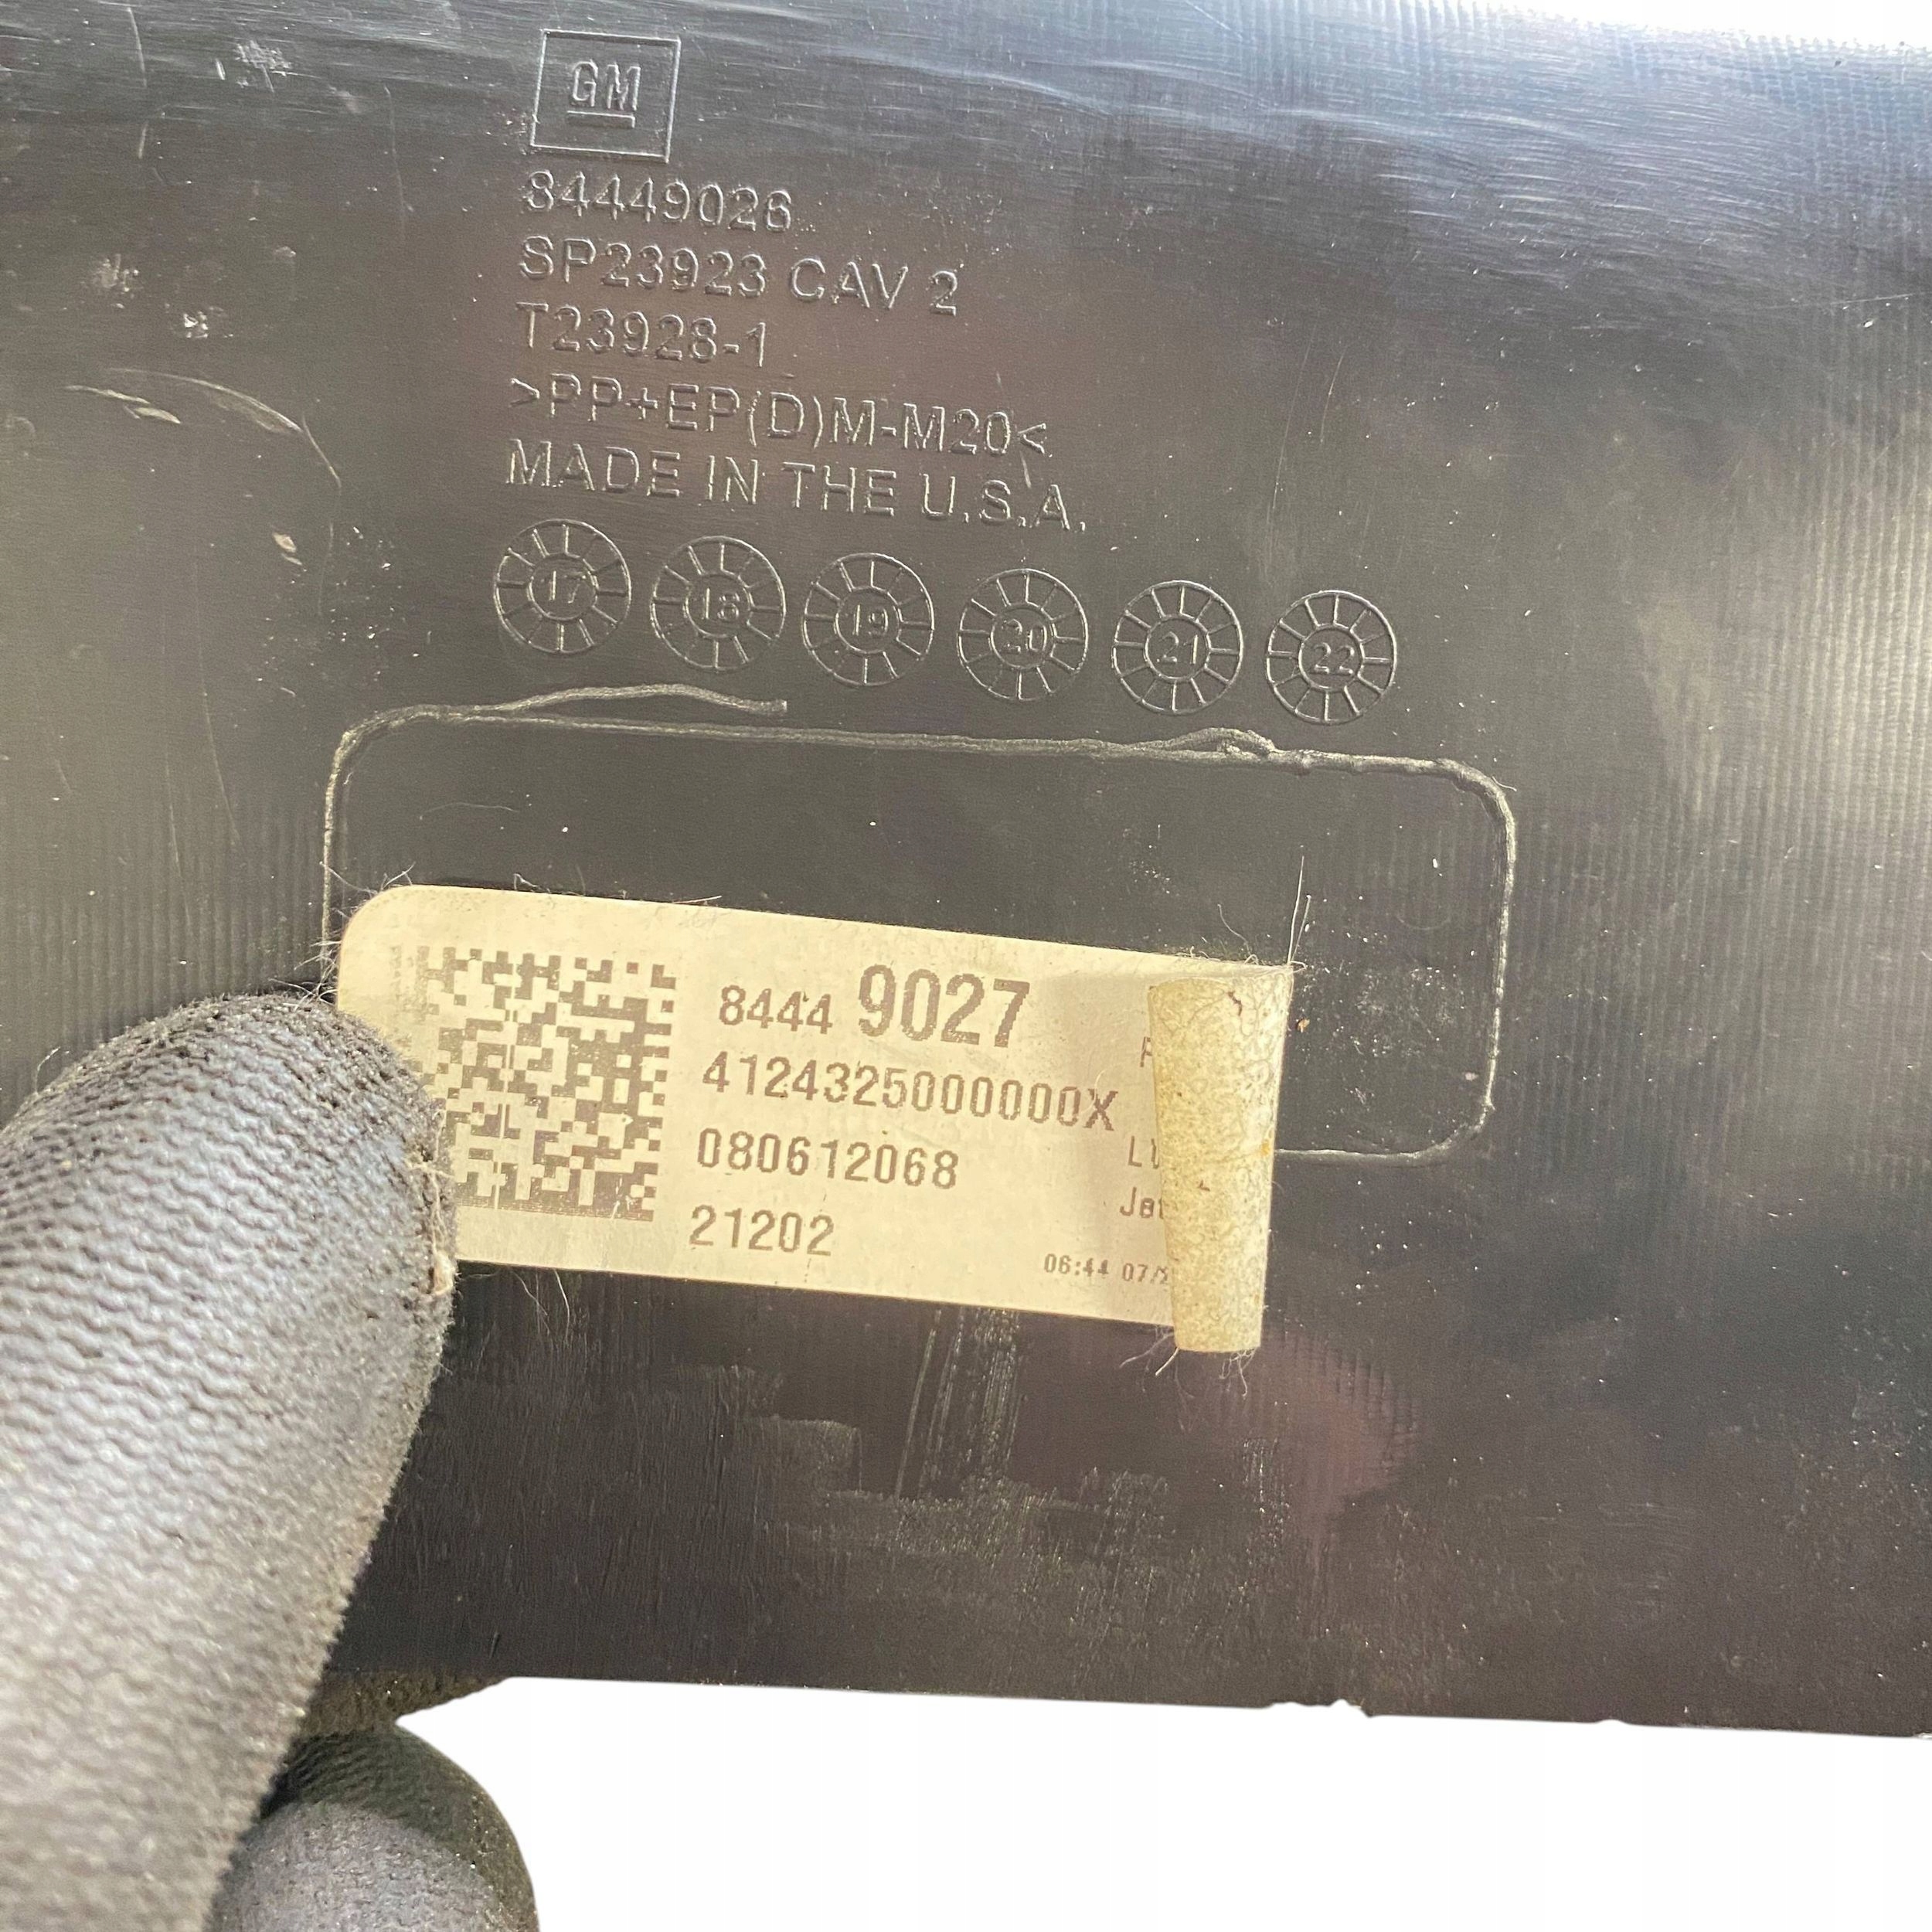 GM
84449026
SP23923 CAV 2
T23928-1
>PP+EP(D)M-M20<
MADE IN THE U.S.A.
17 18 19 20 21 22
8444 9027
4124325000000X
080612068
21202
06:44